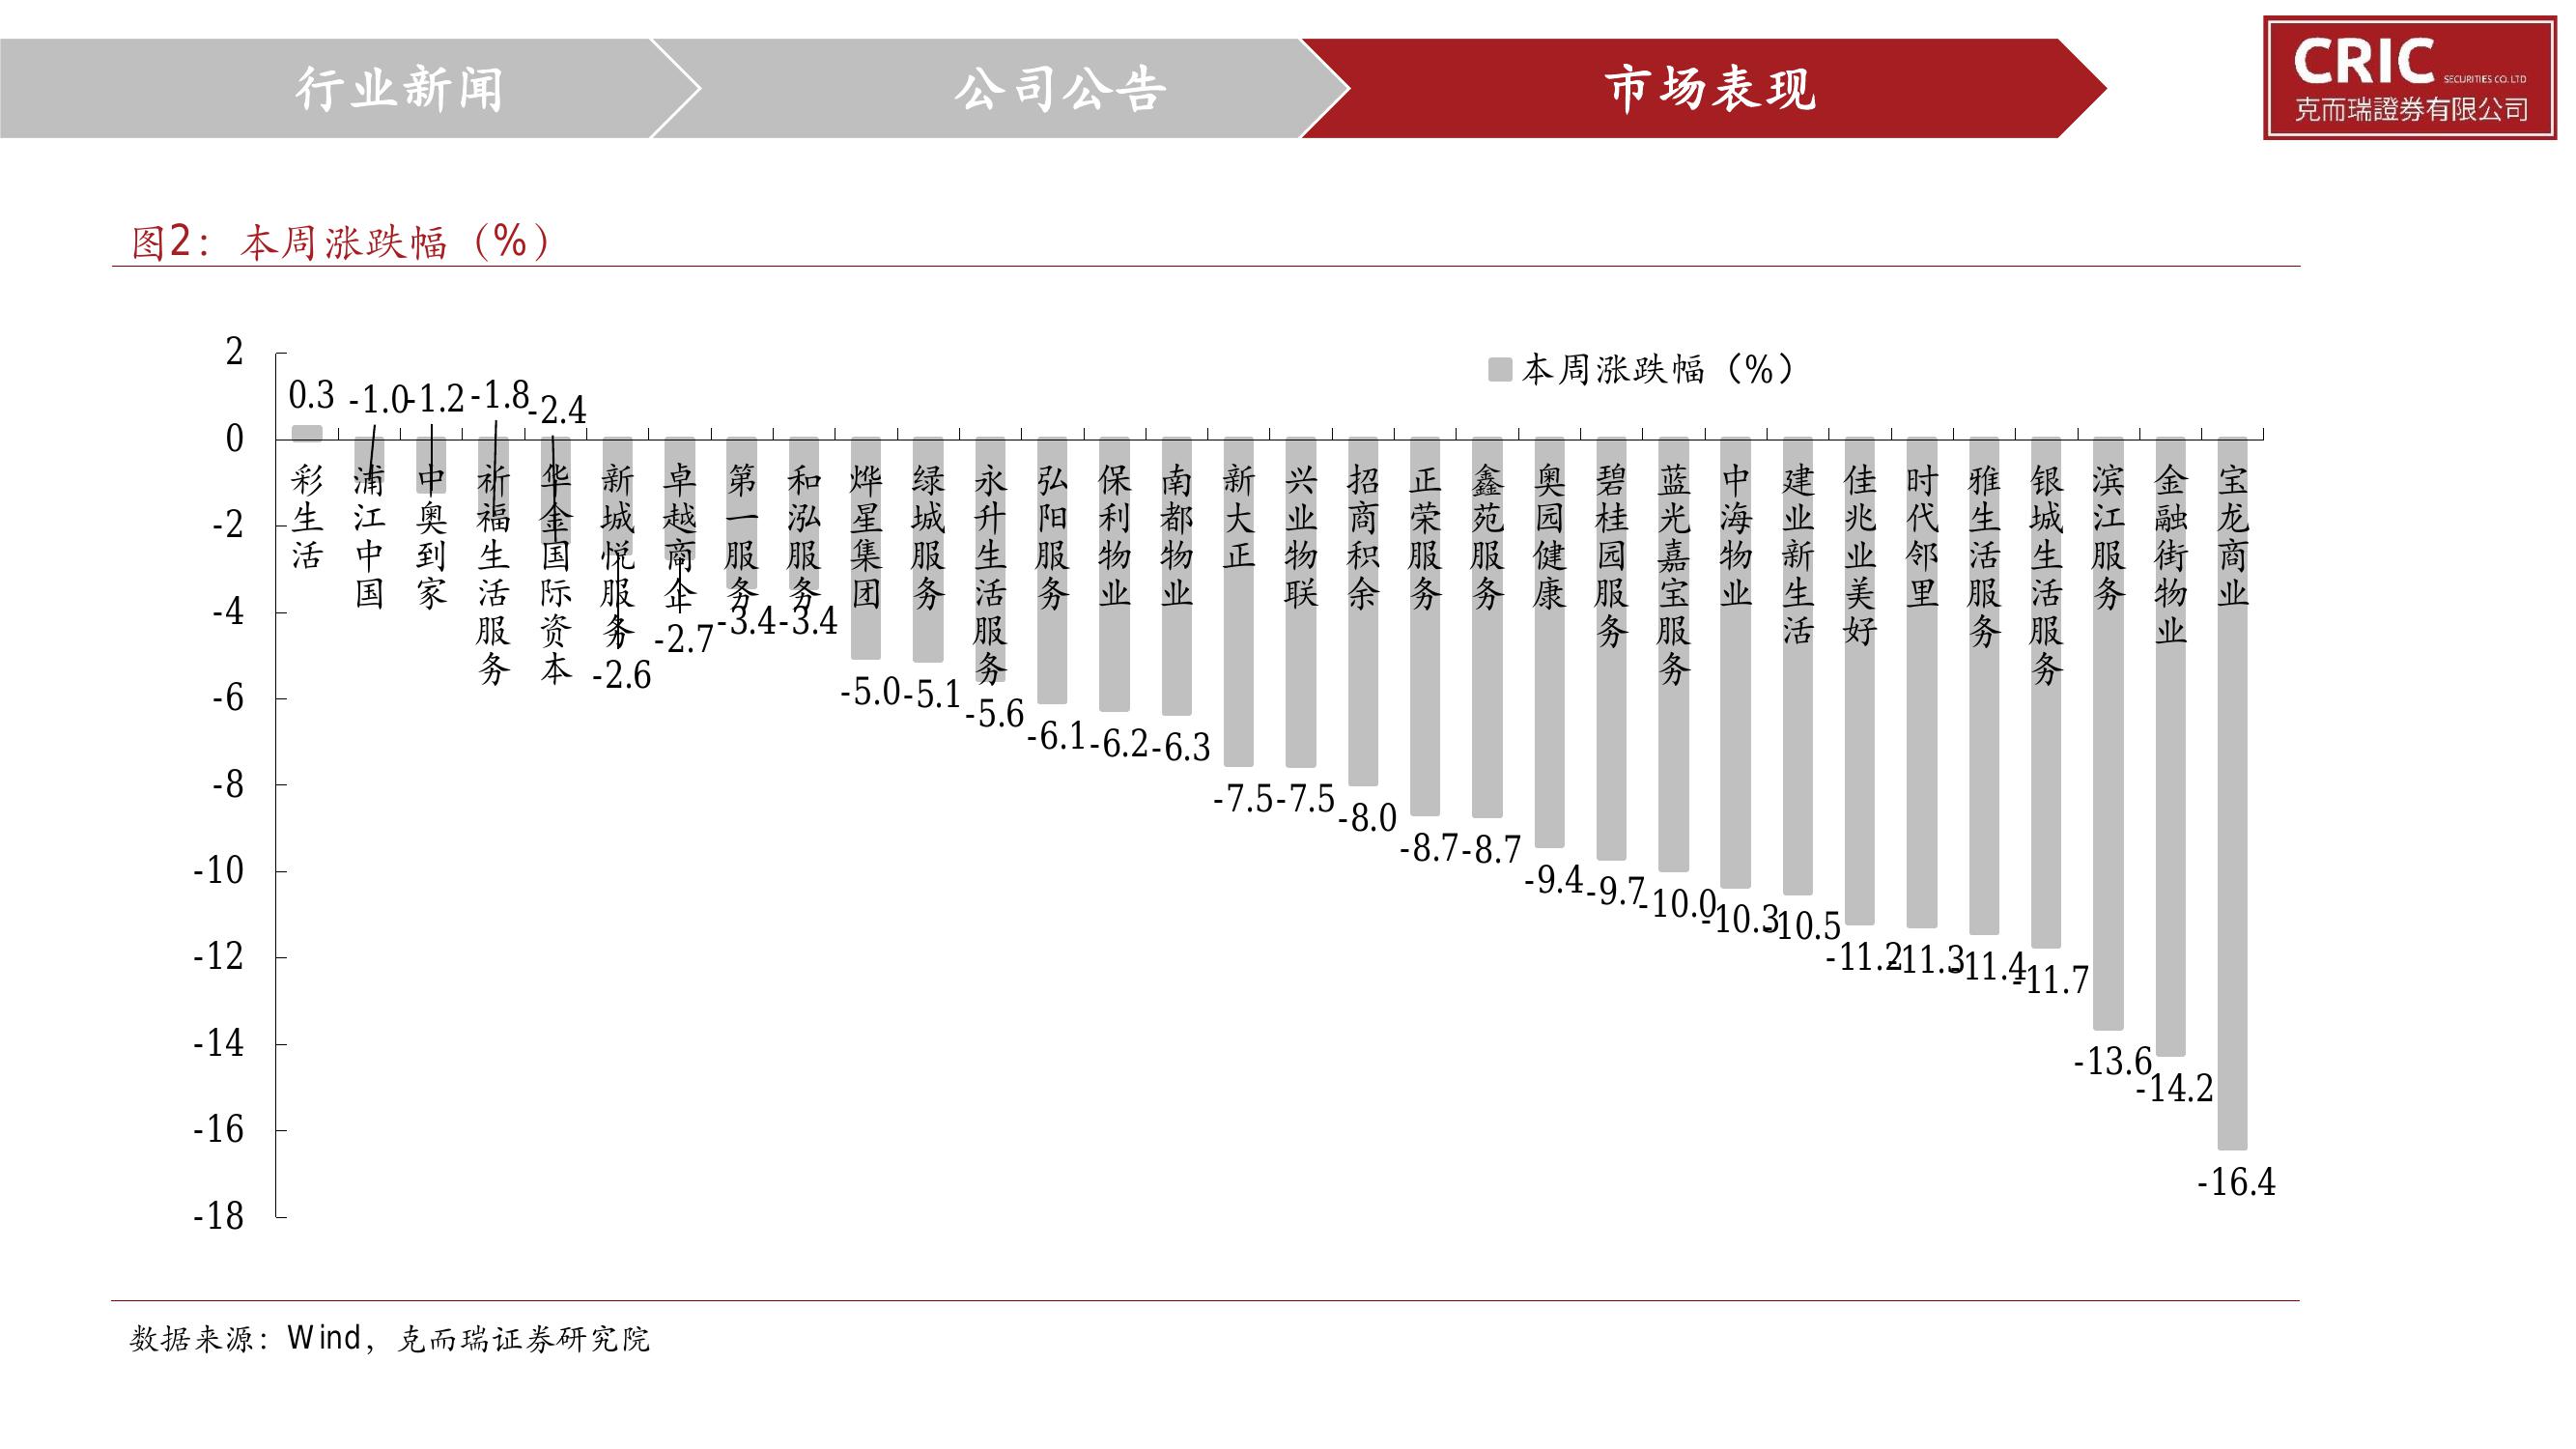 行业新闻
公司公告
市场表现
CRIC
SECURITIES CO. LTD
克而瑞證券有限公司
图2：本周涨跌幅（%）
本周涨跌幅（%）
2
0
-2
-4
-6
-8
-10
-12
-14
-16
-18
0.3
-1.0
-1.2
-1.8
-2.4
-2.6
-2.7
-3.4
-3.4
-5.0
-5.1
-5.6
-6.1
-6.2
-6.3
-7.5
-7.5
-8.0
-8.7
-8.7
-9.4
-9.7
-10.0
-10.3
-10.5
-11.2
-11.3
-11.4
-11.7
-13.6
-14.2
-16.4
彩生活
浦江中国
中奥到家
祈福生活服务
华金国际资本
新城悦服务
卓越商企
第一服务
和泓服务
烨星集团
绿城服务
永升生活服务
弘阳服务
保利物业
南都物业
新大正
兴业物联
招商积余
正荣服务
鑫苑服务
奥园健康
碧桂园服务
蓝光嘉宝服务
中海物业
建业新生活
佳兆业美好
时代邻里
雅生活服务
银城生活服务
滨江服务
金融街物业
宝龙商业
数据来源：Wind，克而瑞证券研究院